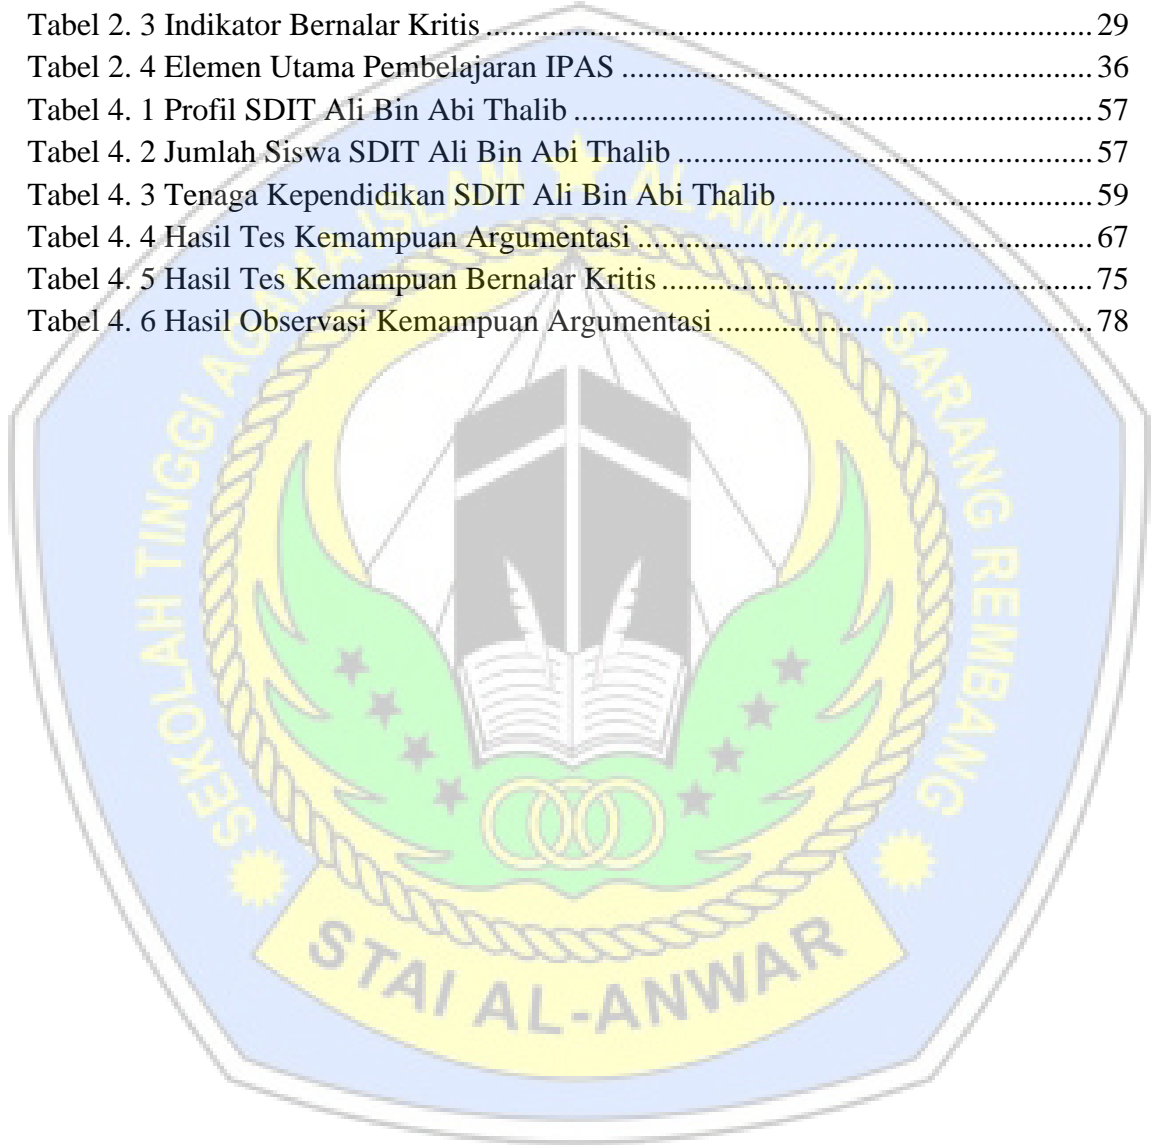 Tabel 2. 3 Indikator Bernalar Kritis ............................................................................. 29
Tabel 2. 4 Elemen Utama Pembelajaran IPAS ........................................................... 36
Tabel 4. 1 Profil SDIT Ali Bin Abi Thalib ................................................................. 57
Tabel 4. 2 Jumlah Siswa SDIT Ali Bin Abi Thalib ..................................................... 57
Tabel 4. 3 Tenaga Kependidikan SDIT Ali Bin Abi Thalib ....................................... 59
Tabel 4. 4 Hasil Tes Kemampuan Argumentasi ......................................................... 67
Tabel 4. 5 Hasil Tes Kemampuan Bernalar Kritis ...................................................... 75
Tabel 4. 6 Hasil Observasi Kemampuan Argumentasi ............................................... 78
SEKOLAH TINGGI AGAMA ISLAM AL-ANWAR SARANG REMBANG
STAI AL-ANWAR